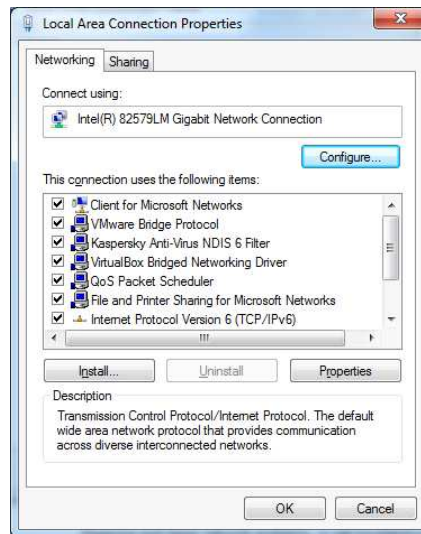 Local Area Connection Properties
Networking Sharing
Connect using:
Intel(R) 82579LM Gigabit Network Connection
Configure...
This connection uses the following items:
Client for Microsoft Networks
VMware Bridge Protocol
Kaspersky Anti-Virus NDIS 6 Filter
VirtualBox Bridged Networking Driver
QoS Packet Scheduler
File and Printer Sharing for Microsoft Networks
Internet Protocol Version 6 (TCP/IPv6)
Install... Uninstall Properties
Description
Transmission Control Protocol/Internet Protocol. The default
wide area network protocol that provides communication
across diverse interconnected networks.
OK Cancel